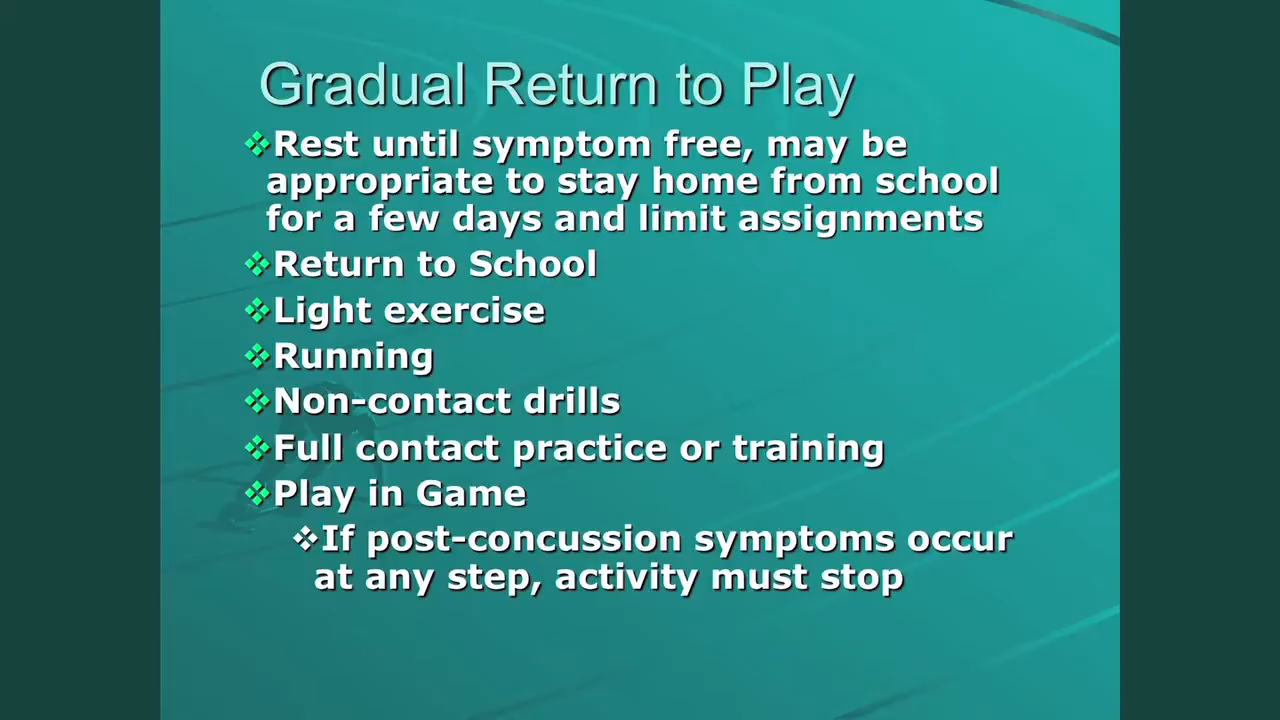 Gradual Return to Play
❖Rest until symptom free, may be
appropriate to stay home from school
for a few days and limit assignments
❖Return to School
❖Light exercise
❖Running
❖Non-contact drills
❖Full contact practice or training
❖Play in Game
❖If post-concussion symptoms occur
at any step, activity must stop